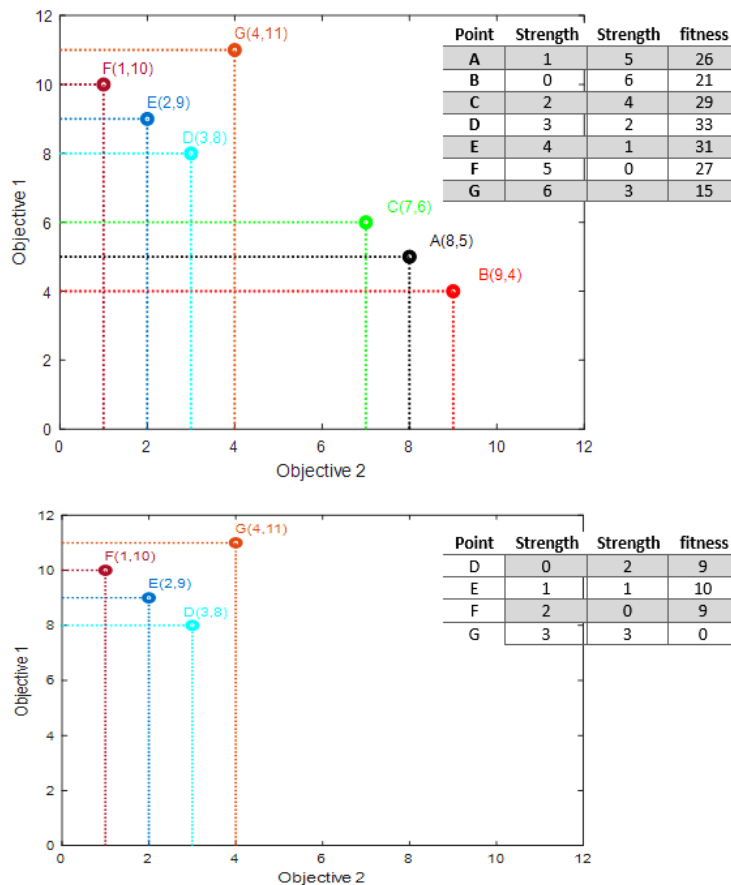 G(4,11)
F(1,10)
E(2,9)
D(3,8)
C(7,6)
A(8,5)
B(9,4)
10
8
6
4
2
0
Objective 1
0 2 4 6 8 10 12
Objective 2
Point Strength Strength fitness
A 1 5 26
B 0 6 21
C 2 4 29
D 3 2 33
E 4 1 31
F 5 0 27
G 6 3 15
12
10
8
6
4
2
0
Objective 1
G(4,11)
F(1,10)
E(2,9)
D(3,8)
0 2 4 6 8 10 12
Objective 2
Point Strength Strength fitness
D 0 2 9
E 1 1 10
F 2 0 9
G 3 3 0